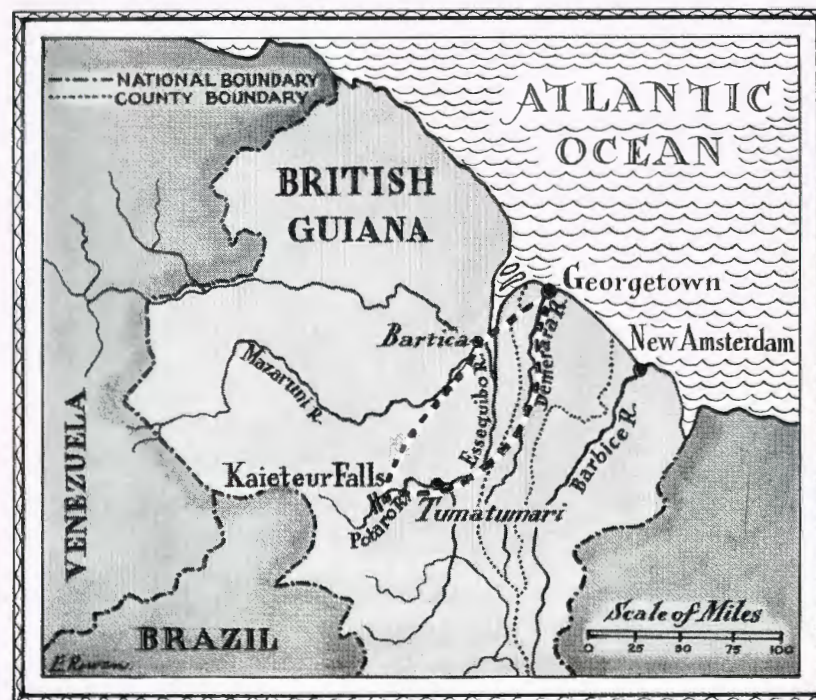 NATIONAL BOUNDARY
COUNTY BOUNDARY
ATLANTIC
OCEAN
BRITISH
GUIANA
Georgetown
Bartica
New Amsterdam
Demerara R.
Essequibo R.
Mazaruni R.
Barbice R.
VENEZUELA
Kaieteur Falls
Potaro R.
Tumatumari
BRAZIL
Scale of Miles
0 25 50 75 100
E. Rowan